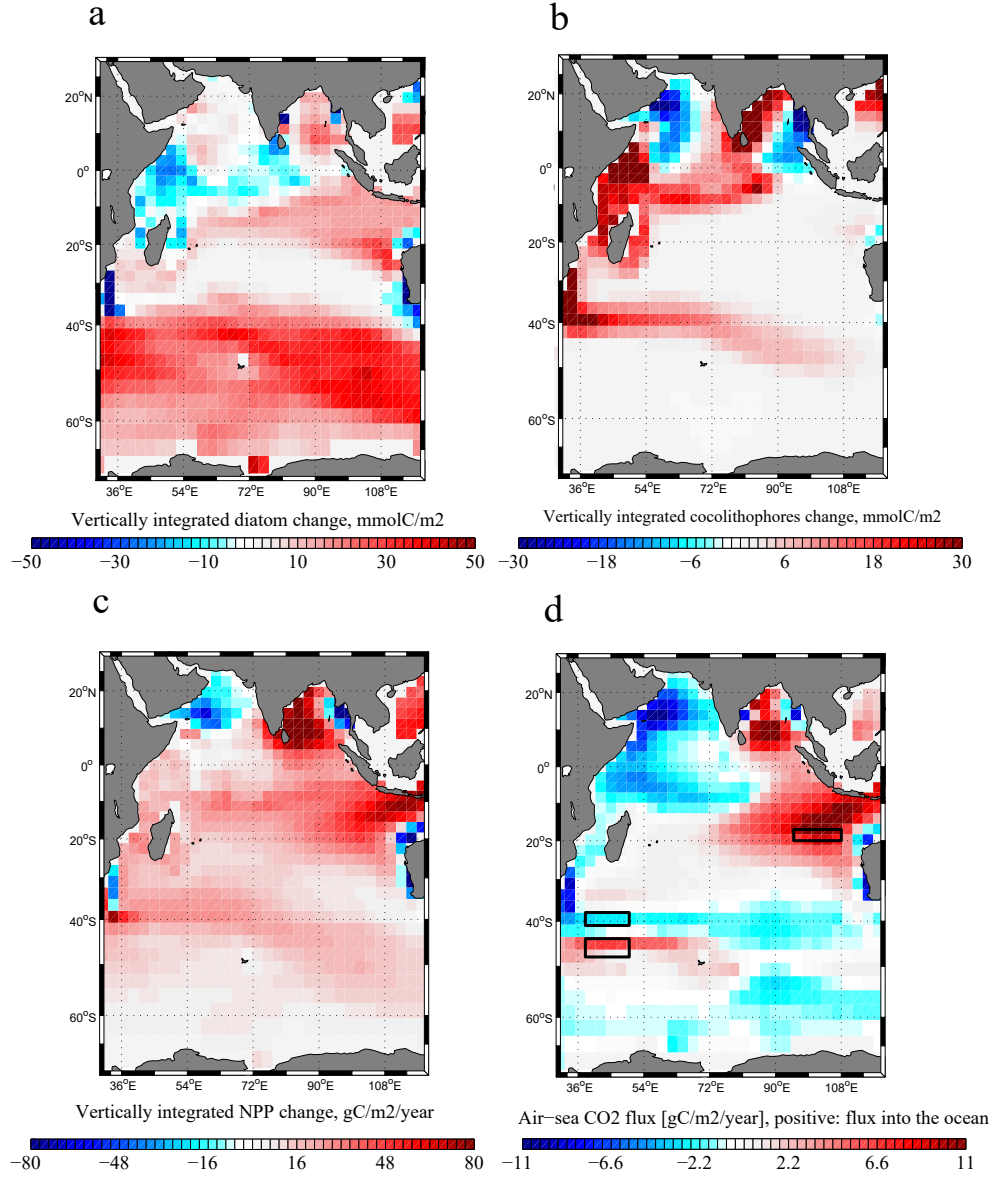 a
b
20°N
0°
20°S
40°S
60°S
36°E 54°E 72°E 90°E 108°E
Vertically integrated diatom change, mmolC/m2
−50 −30 −10 10 30 50
20°N
0°
20°S
40°S
60°S
36°E 54°E 72°E 90°E 108°E
Vertically integrated cocolithophores change, mmolC/m2
−30 −18 −6 6 18 30
c
d
20°N
0°
20°S
40°S
60°S
36°E 54°E 72°E 90°E 108°E
Vertically integrated NPP change, gC/m2/year
−80 −48 −16 16 48 80
20°N
0°
20°S
40°S
60°S
36°E 54°E 72°E 90°E 108°E
Air−sea CO2 flux [gC/m2/year], positive: flux into the ocean
−11 −6.6 −2.2 2.2 6.6 11